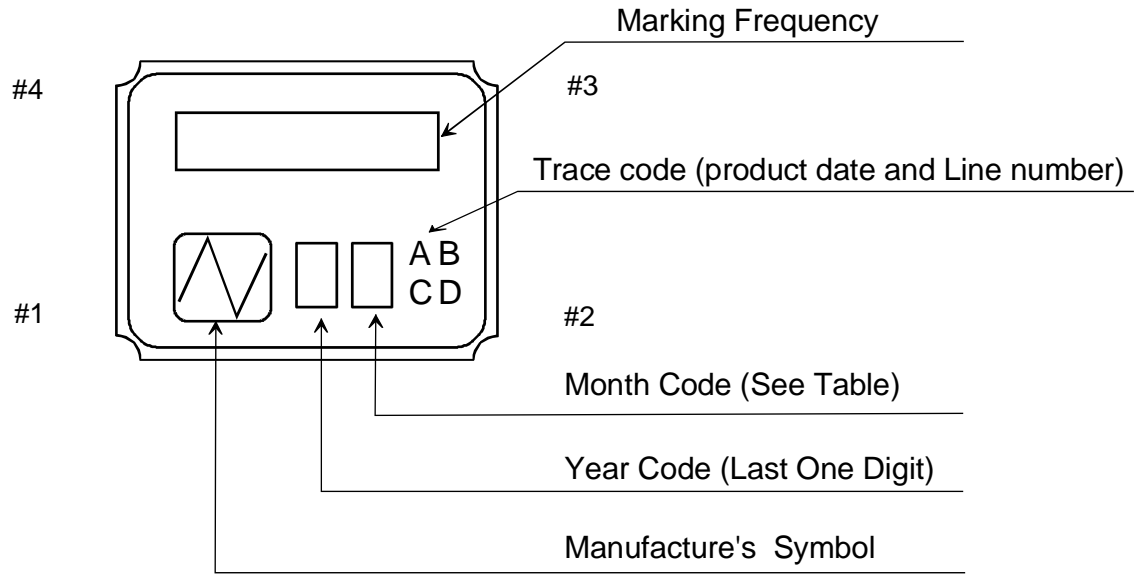 Marking Frequency
#4
#3
Trace code (product date and Line number)
A B
C D
#1
#2
Month Code (See Table)
Year Code (Last One Digit)
Manufacture's Symbol